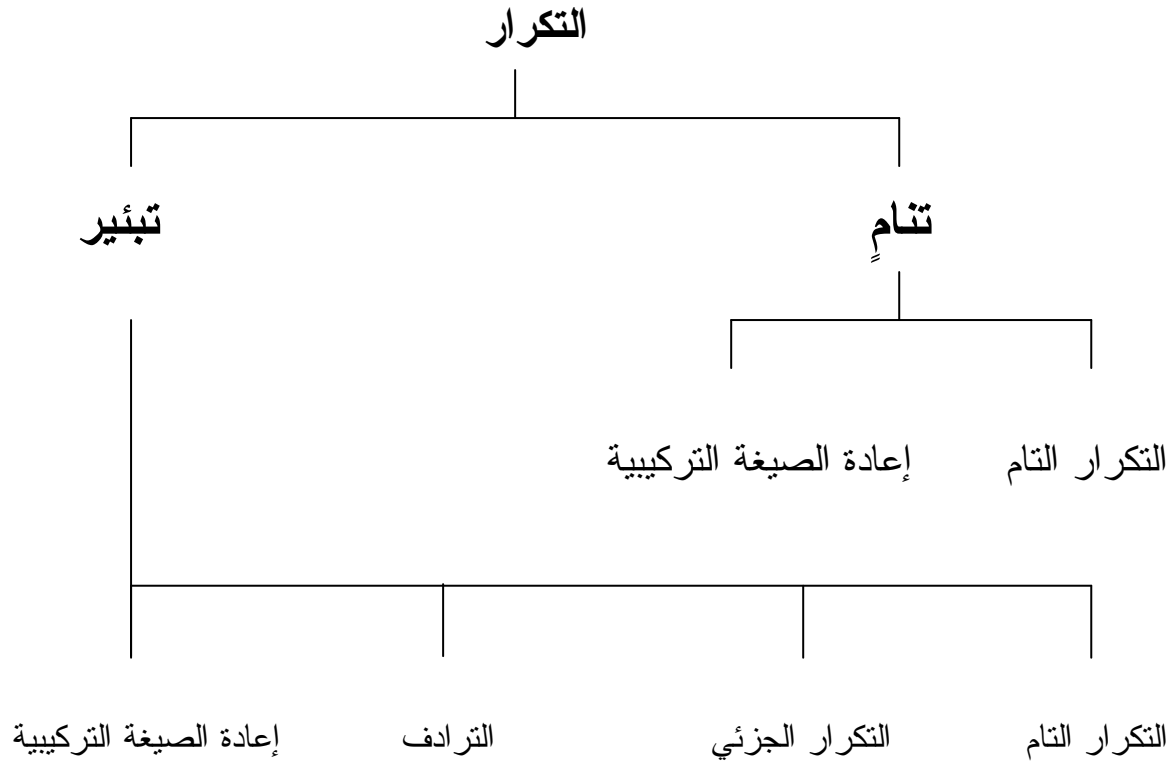 التكرار
تنامٍ تبئير
التكرار التام إعادة الصيغة التركيبية
التكرار التام التكرار الجزئي الترادف إعادة الصيغة التركيبية